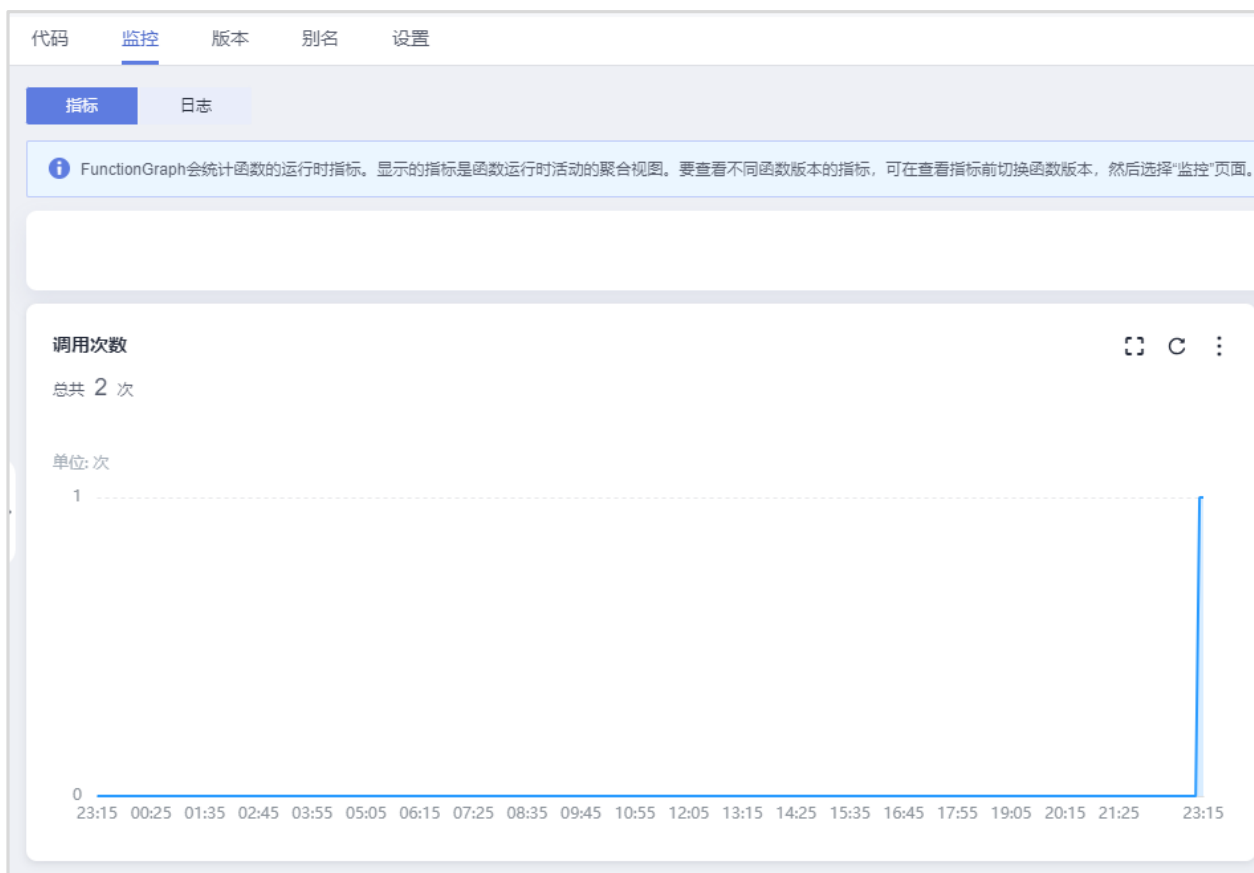 代码 监控 版本 别名 设置
指标 日志
FunctionGraph会统计函数的运行时指标。显示的指标是函数运行时活动的聚合视图。要查看不同函数版本的指标，可在查看指标前切换函数版本，然后选择“监控”页面。
调用次数
总共 2 次
单位: 次
1
0
23:15 00:25 01:35 02:45 03:55 05:05 06:15 07:25 08:35 09:45 10:55 12:05 13:15 14:25 15:35 16:45 17:55 19:05 20:15 21:25 23:15